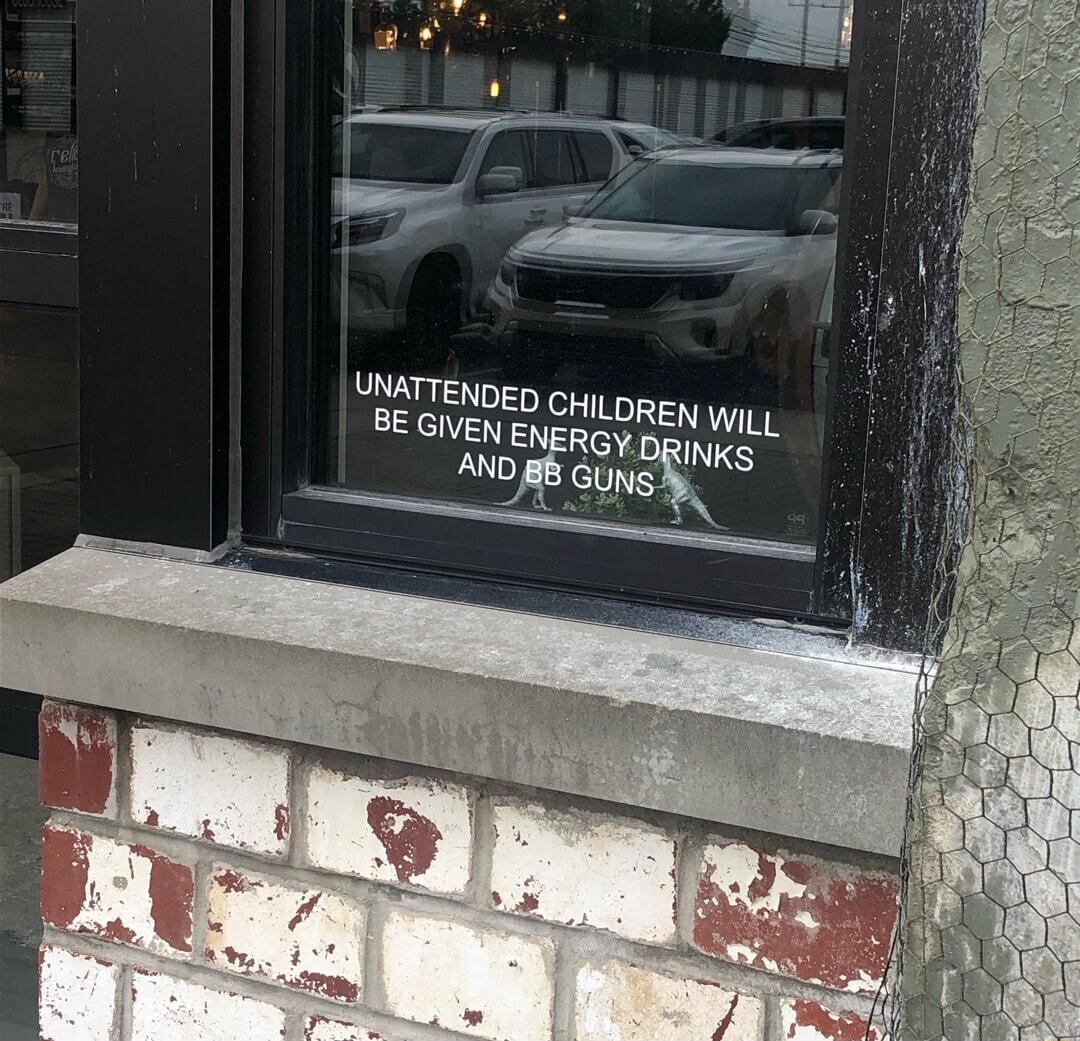 UNATTENDED CHILDREN WILL
BE GIVEN ENERGY DRINKS
AND BB GUNS